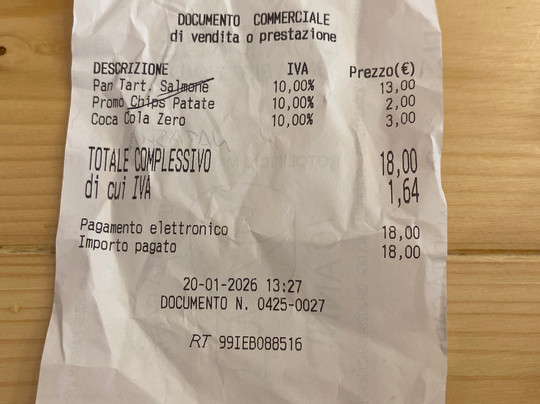 DOCUMENTO COMMERCIALE
di vendita o prestazione
DESCRIZIONE IVA Prezzo(€)
Pan Tart. Salmone 10,00% 13,00
Promo Chips Patate 10,00% 2,00
Coca Cola Zero 10,00% 3,00
TOTALE COMPLESSIVO 18,00
di cui IVA 1,64
Pagamento elettronico 18,00
Importo pagato 18,00
20-01-2026 13:27
DOCUMENTO N. 0425-0027
RT 99IEB088516